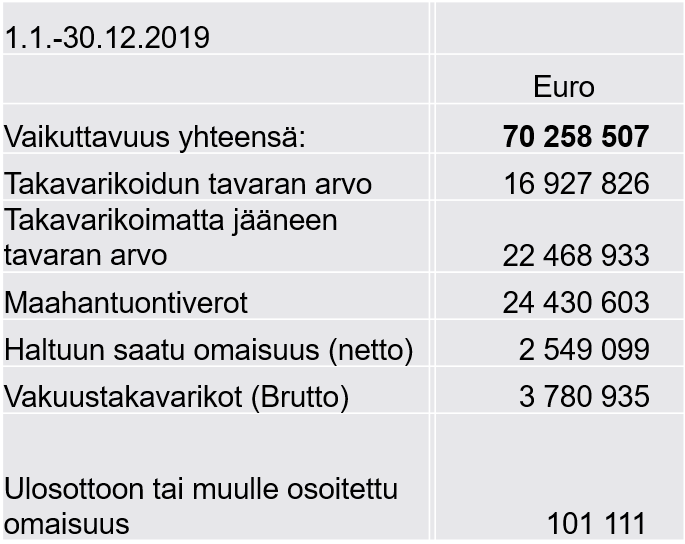 1.1.-30.12.2019
Euro
Vaikuttavuus yhteensä: 70 258 507
Takavarikoidun tavaran arvo 16 927 826
Takavarikoimatta jääneen
tavaran arvo 22 468 933
Maahantuontiverot 24 430 603
Haltuun saatu omaisuus (netto) 2 549 099
Vakuustakavarikot (Brutto) 3 780 935
Ulosottoon tai muulle osoitettu
omaisuus 101 111